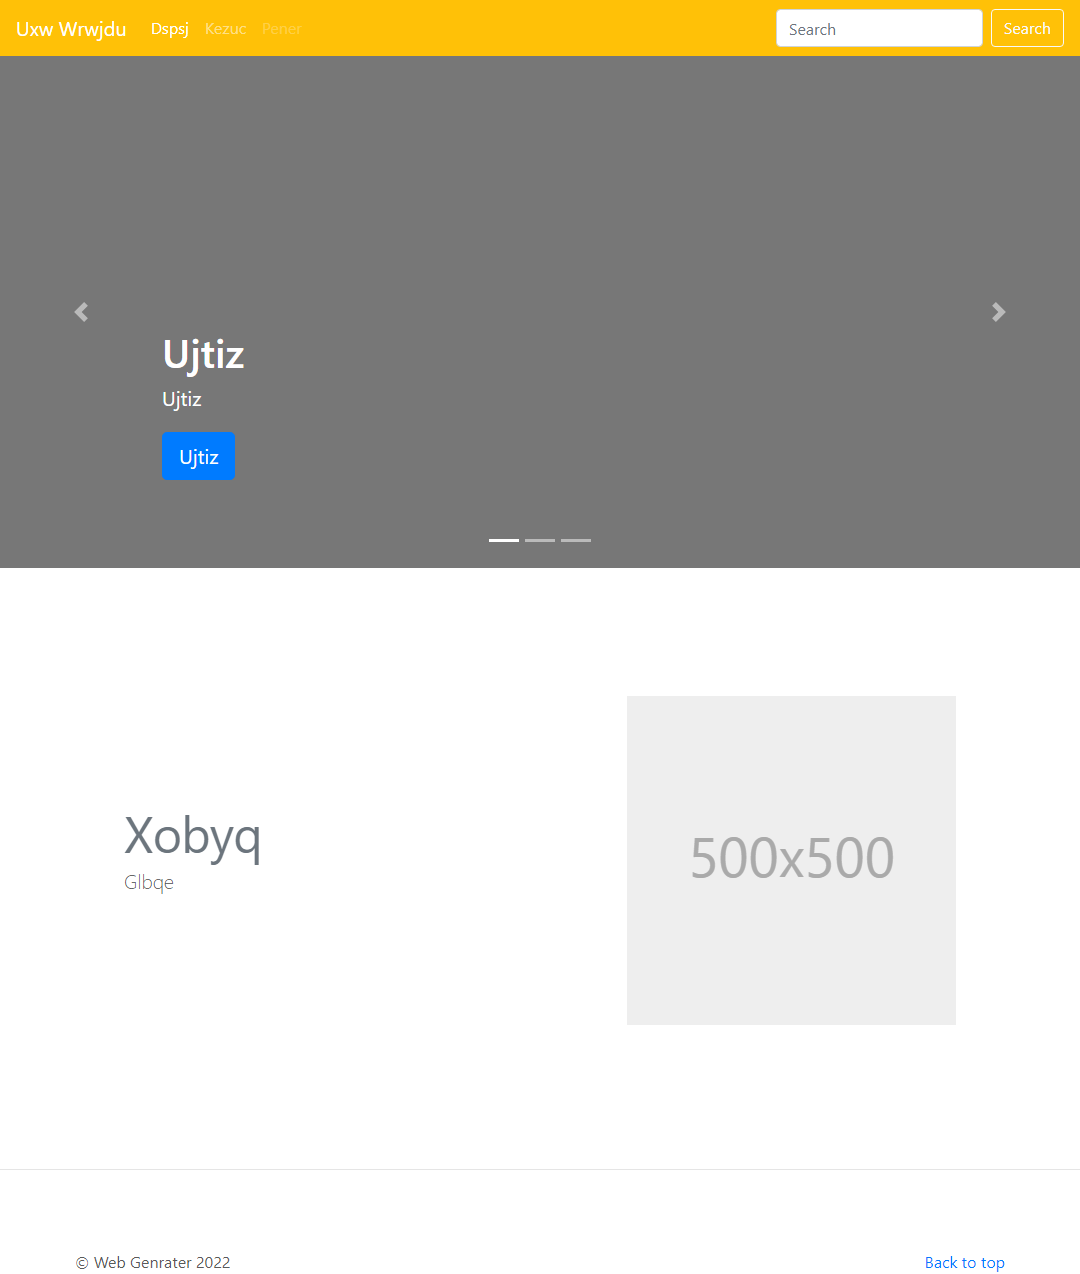 Uxw Wrwjdu Dspsj Kezuc Pener Search Search
Ujtiz
Ujtiz
Ujtiz
Xobyq
Glbqe
500x500
© Web Genrater 2022 Back to top